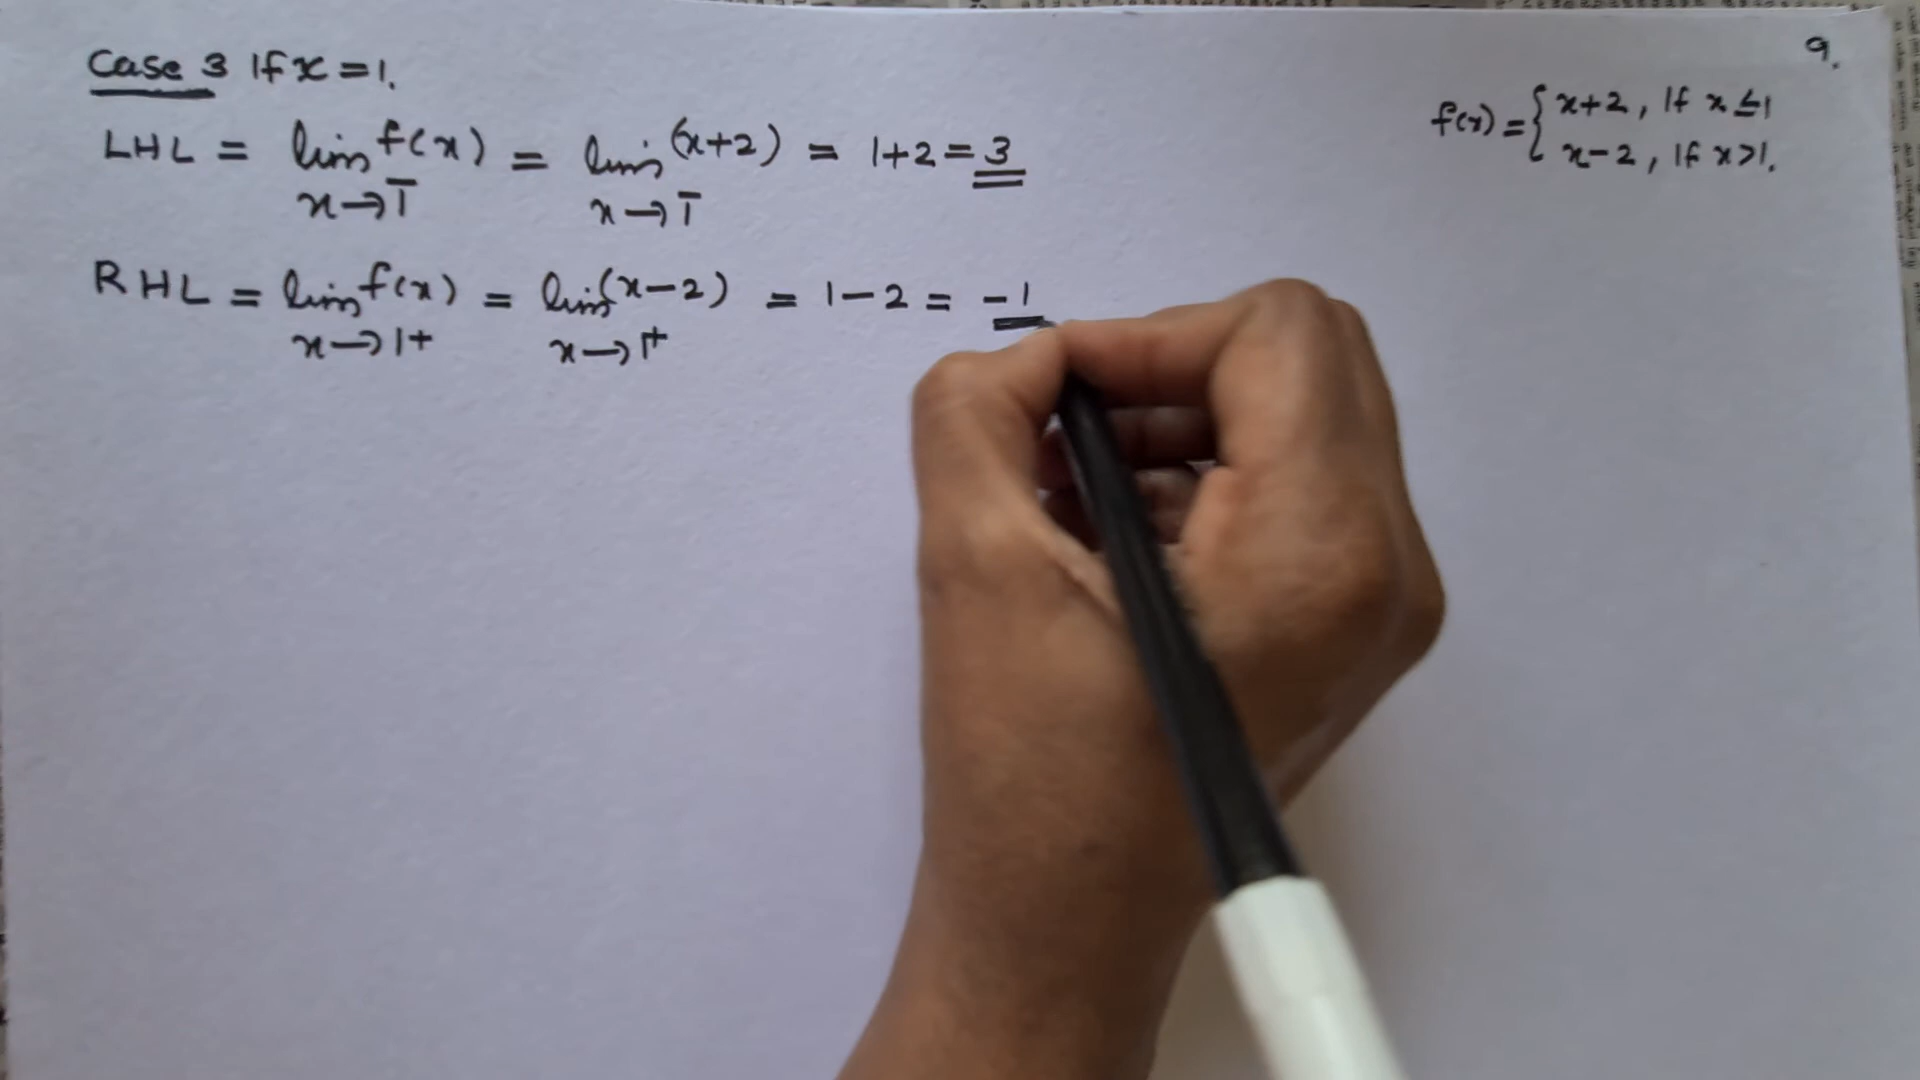 9.
Case 3 If x = 1.
f(x) = { x+2, If x ≤ 1
x−2, If x > 1.
LHL = lim f(x) = lim (x+2) = 1+2 = 3
x→1⁻ x→1⁻
RHL = lim f(x) = lim (x−2) = 1−2 = −1
x→1+ x→1+